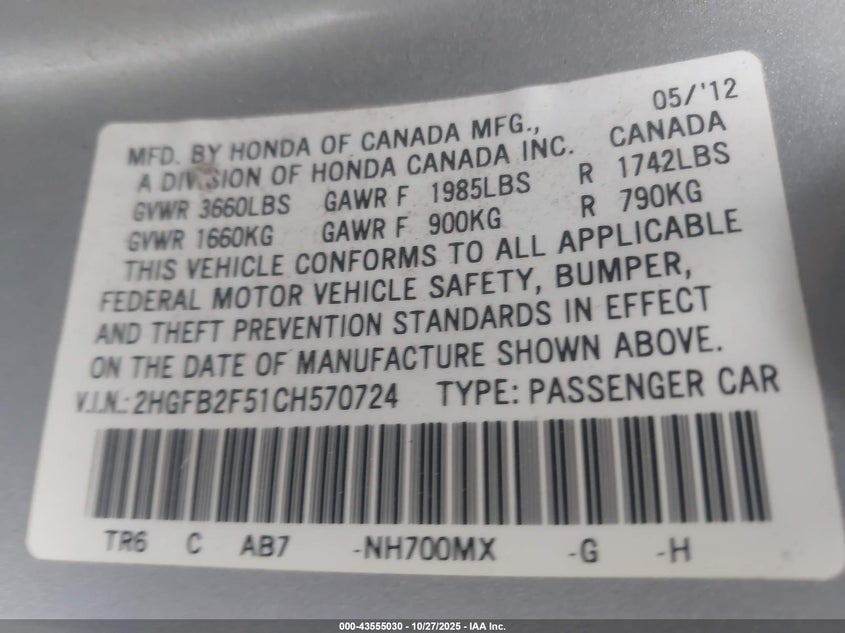 05/'12
MFD. BY HONDA OF CANADA MFG.,
A DIVISION OF HONDA CANADA INC. CANADA
GVWR 3660LBS GAWR F 1985LBS R 1742LBS
GVWR 1660KG GAWR F 900KG R 790KG
THIS VEHICLE CONFORMS TO ALL APPLICABLE
FEDERAL MOTOR VEHICLE SAFETY, BUMPER,
AND THEFT PREVENTION STANDARDS IN EFFECT
ON THE DATE OF MANUFACTURE SHOWN ABOVE.
V.I.N.: 2HGFB2F51CH570724 TYPE: PASSENGER CAR
TR6 C AB7 -NH700MX -G -H
000-43555030 - 10/27/2025 - IAA Inc.